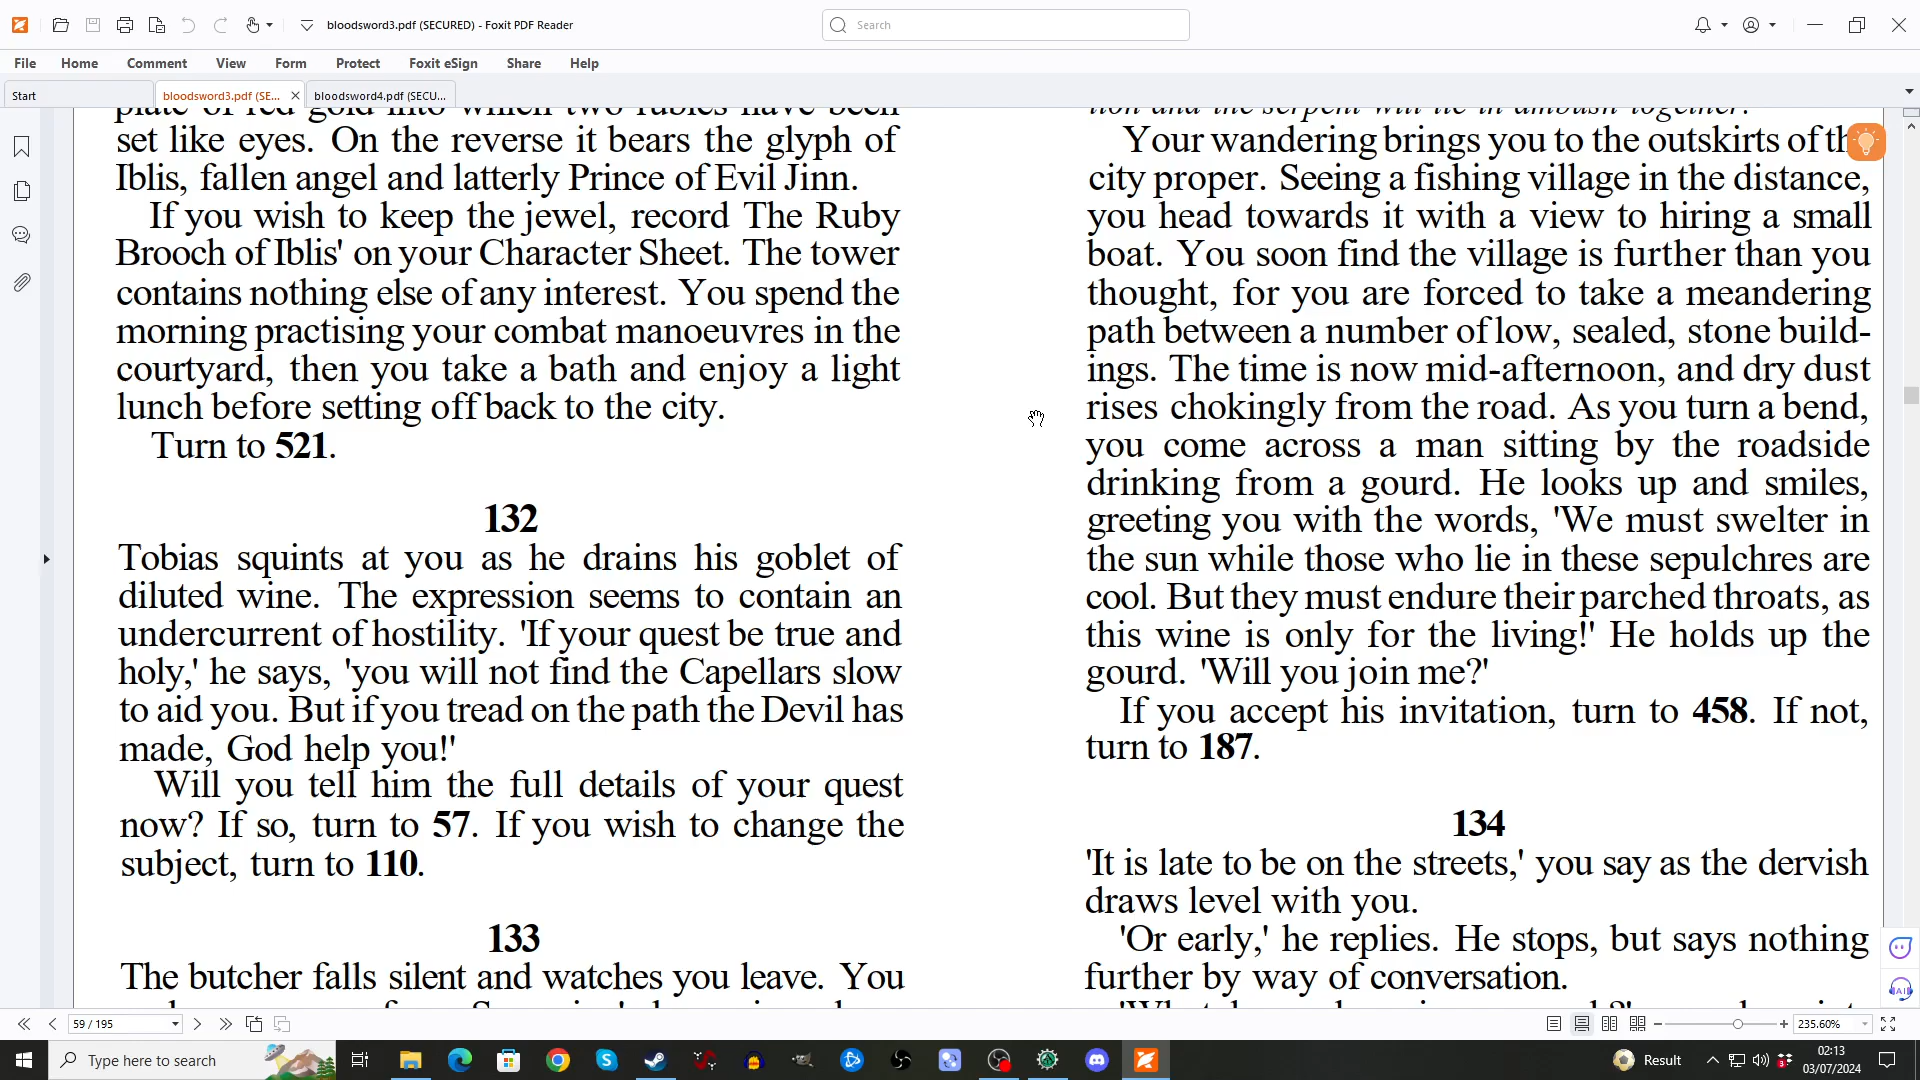 bloodsword3.pdf (SECURED) - Foxit PDF Reader
Search
File Home Comment View Form Protect Foxit eSign Share Help
Start
bloodsword3.pdf (SE...
bloodsword4.pdf (SECU...
plate of red gold into which two rubies have been
set like eyes. On the reverse it bears the glyph of
Iblis, fallen angel and latterly Prince of Evil Jinn.
If you wish to keep the jewel, record The Ruby
Brooch of Iblis' on your Character Sheet. The tower
contains nothing else of any interest. You spend the
morning practising your combat manoeuvres in the
courtyard, then you take a bath and enjoy a light
lunch before setting off back to the city.
Turn to 521.
132
Tobias squints at you as he drains his goblet of
diluted wine. The expression seems to contain an
undercurrent of hostility. 'If your quest be true and
holy,' he says, 'you will not find the Capellars slow
to aid you. But if you tread on the path the Devil has
made, God help you!'
Will you tell him the full details of your quest
now? If so, turn to 57. If you wish to change the
subject, turn to 110.
133
The butcher falls silent and watches you leave. You
tion and the serpent will lie in ambush together.
Your wandering brings you to the outskirts of th
city proper. Seeing a fishing village in the distance,
you head towards it with a view to hiring a small
boat. You soon find the village is further than you
thought, for you are forced to take a meandering
path between a number of low, sealed, stone build-
ings. The time is now mid-afternoon, and dry dust
rises chokingly from the road. As you turn a bend,
you come across a man sitting by the roadside
drinking from a gourd. He looks up and smiles,
greeting you with the words, 'We must swelter in
the sun while those who lie in these sepulchres are
cool. But they must endure their parched throats, as
this wine is only for the living!' He holds up the
gourd. 'Will you join me?'
If you accept his invitation, turn to 458. If not,
turn to 187.
134
'It is late to be on the streets,' you say as the dervish
draws level with you.
'Or early,' he replies. He stops, but says nothing
further by way of conversation.
59 / 195
235.60%
Type here to search
Result
02:13
03/07/2024